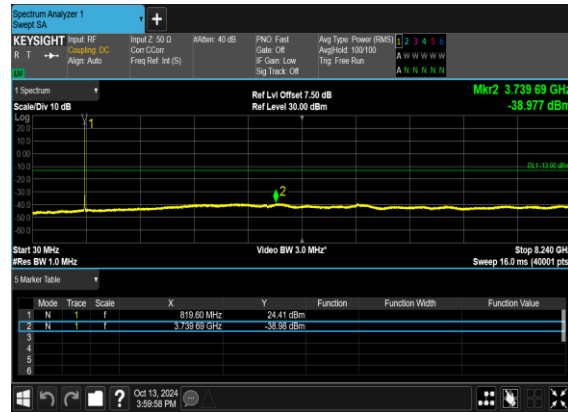 Spectrum Analyzer 1
Swept SA
+
KEYSIGHT
R T
Input: RF
Coupling: DC
Align: Auto
Input Z: 50 Ω
Corr CCorr
Freq Ref: Int (S)
#Atten: 40 dB
PNO: Fast
Gate: Off
IF Gain: Low
Sig Track: Off
Avg Type: Power (RMS)
Avg|Hold: 100/100
Trig: Free Run
1 2 3 4 5 6
A W W W W W
A N N N N N
1 Spectrum
Scale/Div 10 dB
Ref Lvl Offset 7.50 dB
Ref Level 30.00 dBm
Mkr2 3.739 69 GHz
-38.977 dBm
Log
20.0
10.0
0.00
-10.0
-20.0
-30.0
-40.0
-50.0
-60.0
1
DL1 -13.00 dBm
2
Start 30 MHz
#Res BW 1.0 MHz
Video BW 3.0 MHz*
Stop 8.240 GHz
Sweep 16.0 ms (40001 pts)
5 Marker Table
Mode Trace Scale X Y Function Function Width Function Value
1 N 1 f 819.60 MHz 24.41 dBm
2 N 1 f 3.739 69 GHz -38.98 dBm
3
4
5
6
?
Oct 13, 2024
3:59:58 PM